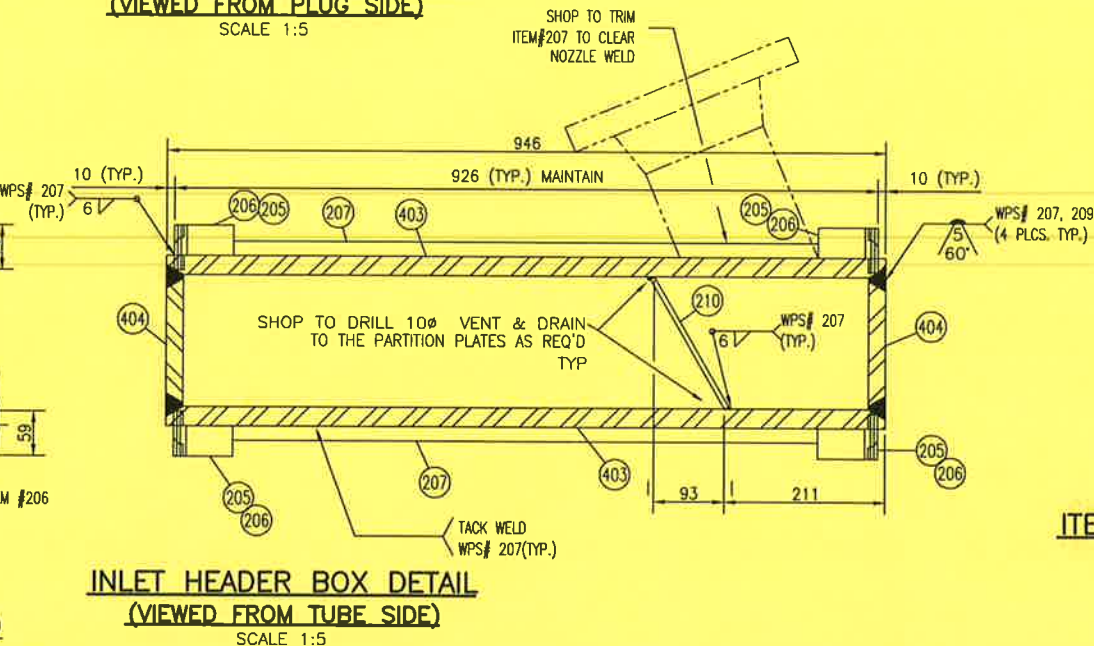 (VIEWED FROM PLUG SIDE)
SCALE 1:5
SHOP TO TRIM
ITEM#207 TO CLEAR
NOZZLE WELD
946
10 (TYP.)
926 (TYP.) MAINTAIN
10 (TYP.)
WPS# 207
(TYP.)
6
206
205
207
403
205
206
WPS# 207, 209
(4 PLCS. TYP.)
5
60°
404
SHOP TO DRILL 10ø VENT & DRAIN
TO THE PARTITION PLATES AS REQ'D
TYP
210
6
WPS# 207
(TYP.)
404
59
205
206
207
403
205
206
93
211
M #206
TACK WELD
WPS# 207(TYP.)
ITE
INLET HEADER BOX DETAIL
(VIEWED FROM TUBE SIDE)
SCALE 1:5